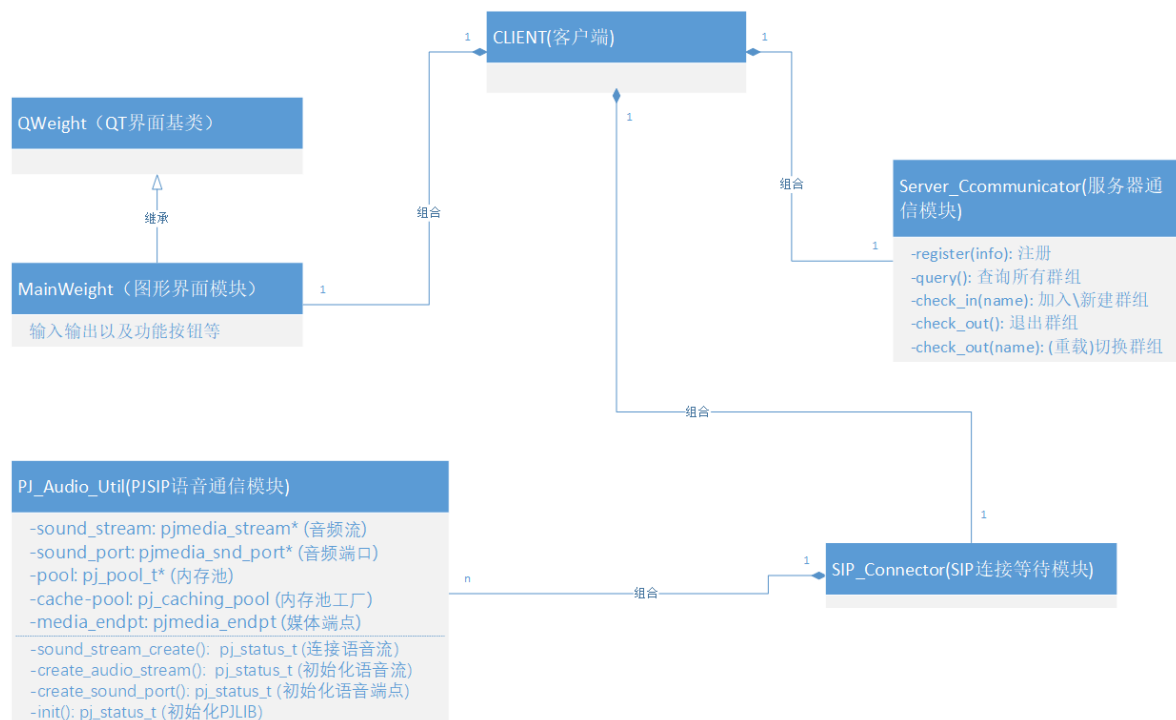 CLIENT(客户端)
1
1
1
QWeight（QT界面基类）
继承
组合
组合
Server_Ccommunicator(服务器通
信模块)
-register(info): 注册
-query(): 查询所有群组
-check_in(name): 加入\新建群组
-check_out(): 退出群组
-check_out(name): (重载)切换群组
1
MainWeight（图形界面模块）
输入输出以及功能按钮等
1
组合
PJ_Audio_Util(PJSIP语音通信模块)
-sound_stream: pjmedia_stream* (音频流)
-sound_port: pjmedia_snd_port* (音频端口)
-pool: pj_pool_t* (内存池)
-cache-pool: pj_caching_pool (内存池工厂)
-media_endpt: pjmedia_endpt (媒体端点)
-sound_stream_create(): pj_status_t (连接语音流)
-create_audio_stream(): pj_status_t (初始化语音流)
-create_sound_port(): pj_status_t (初始化语音端点)
-init(): pj_status_t (初始化PJLIB)
n
组合
1
1
SIP_Connector(SIP连接等待模块)